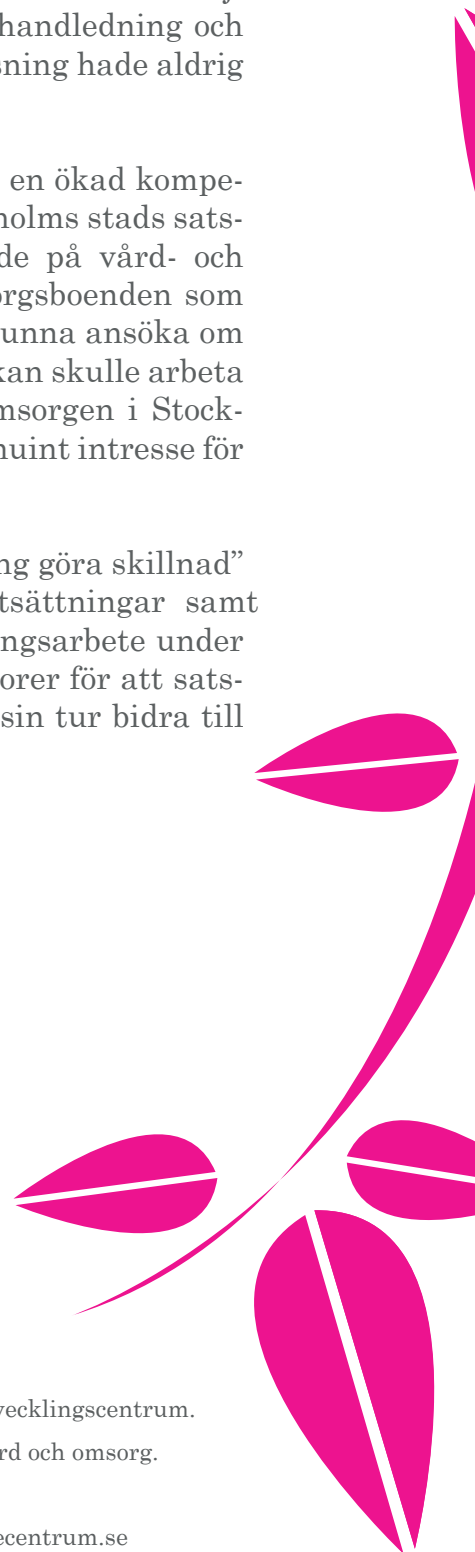 handledning och
sning hade aldrig
en ökad kompe-
holms stads sats-
de på vård- och
orgsboenden som
unna ansöka om
kan skulle arbeta
msorgen i Stock-
nuint intresse för
ng göra skillnad”
tsättningar samt
ngsarbete under
orer för att sats-
sin tur bidra till
vecklingscentrum.
rd och omsorg.
ecentrum.se